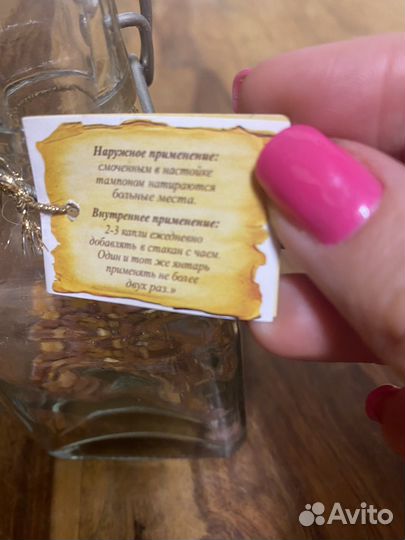 Наружное применение:
смоченным в настойке
тампоном натираются
больные места.
Внутреннее применение:
2-3 капли ежедневно
добавлять в стакан с чаем.
Один и тот же янтарь
применять не более
двух раз.»
Avito